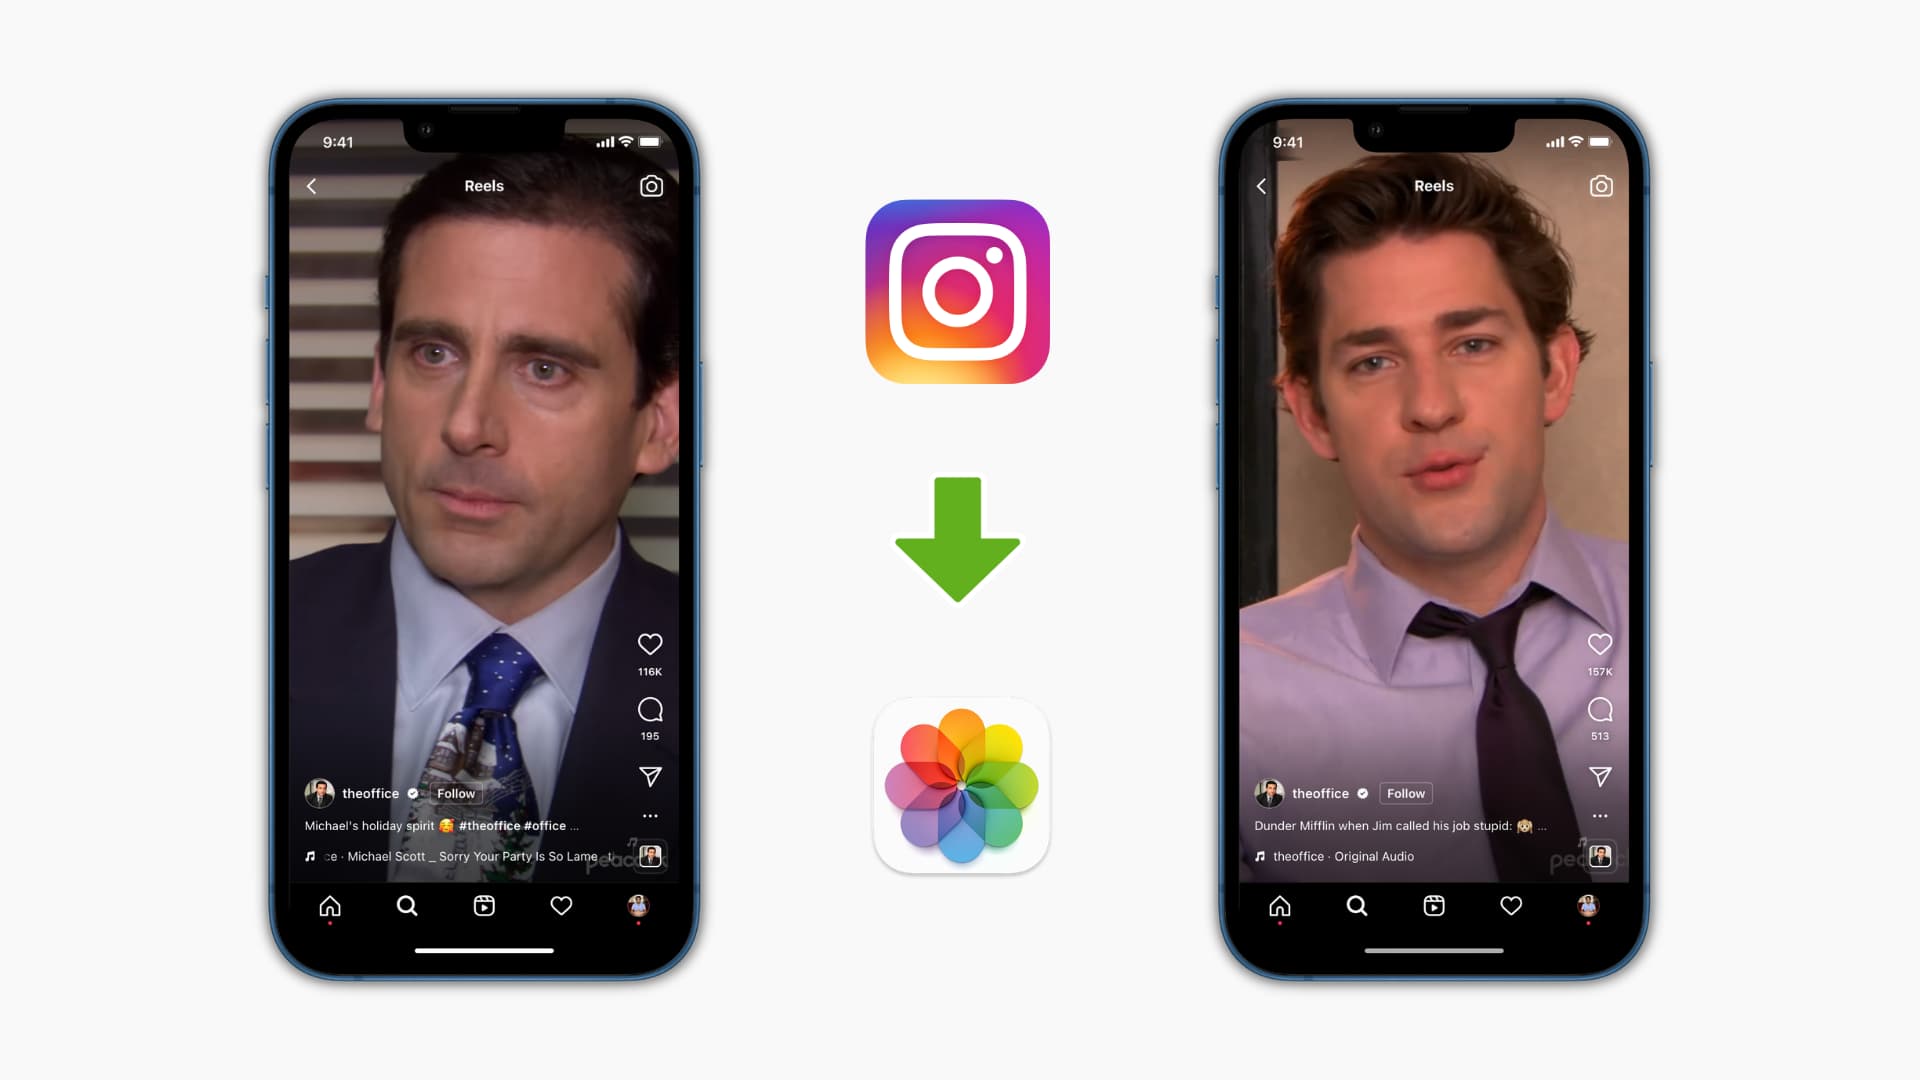 9:41
Reels
116K
195
theoffice
Follow
Michael's holiday spirit 🥰 #theoffice #office ...
ce · Michael Scott _ Sorry Your Party Is So Lame
peacock
9:41
Reels
157K
513
theoffice
Follow
Dunder Mifflin when Jim called his job stupid: 🙊 ...
theoffice · Original Audio
peacock